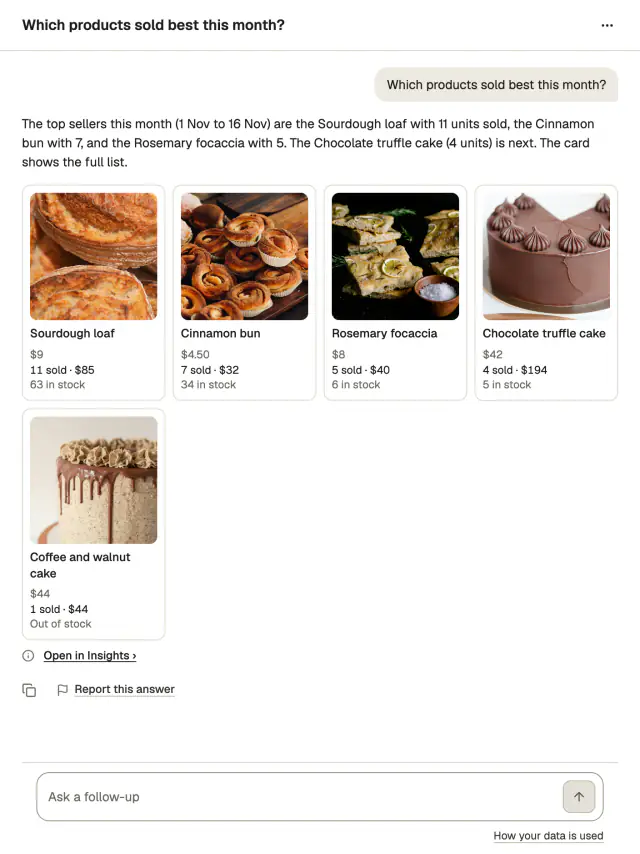 Which products sold best this month?
Which products sold best this month?
The top sellers this month (1 Nov to 16 Nov) are the Sourdough loaf with 11 units sold, the Cinnamon
bun with 7, and the Rosemary focaccia with 5. The Chocolate truffle cake (4 units) is next. The card
shows the full list.
Sourdough loaf
$9
11 sold · $85
63 in stock
Cinnamon bun
$4.50
7 sold · $32
34 in stock
Rosemary focaccia
$8
5 sold · $40
6 in stock
Chocolate truffle cake
$42
4 sold · $194
5 in stock
Coffee and walnut
cake
$44
1 sold · $44
Out of stock
Open in Insights ›
Report this answer
Ask a follow-up
How your data is used